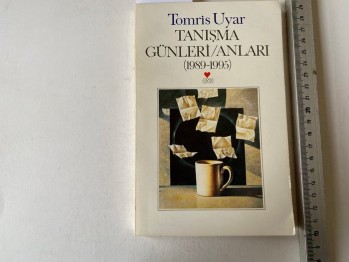 Tomris Uyar
TANIŞMA
GÜNLERİ/ANLARI
(1989-1995)